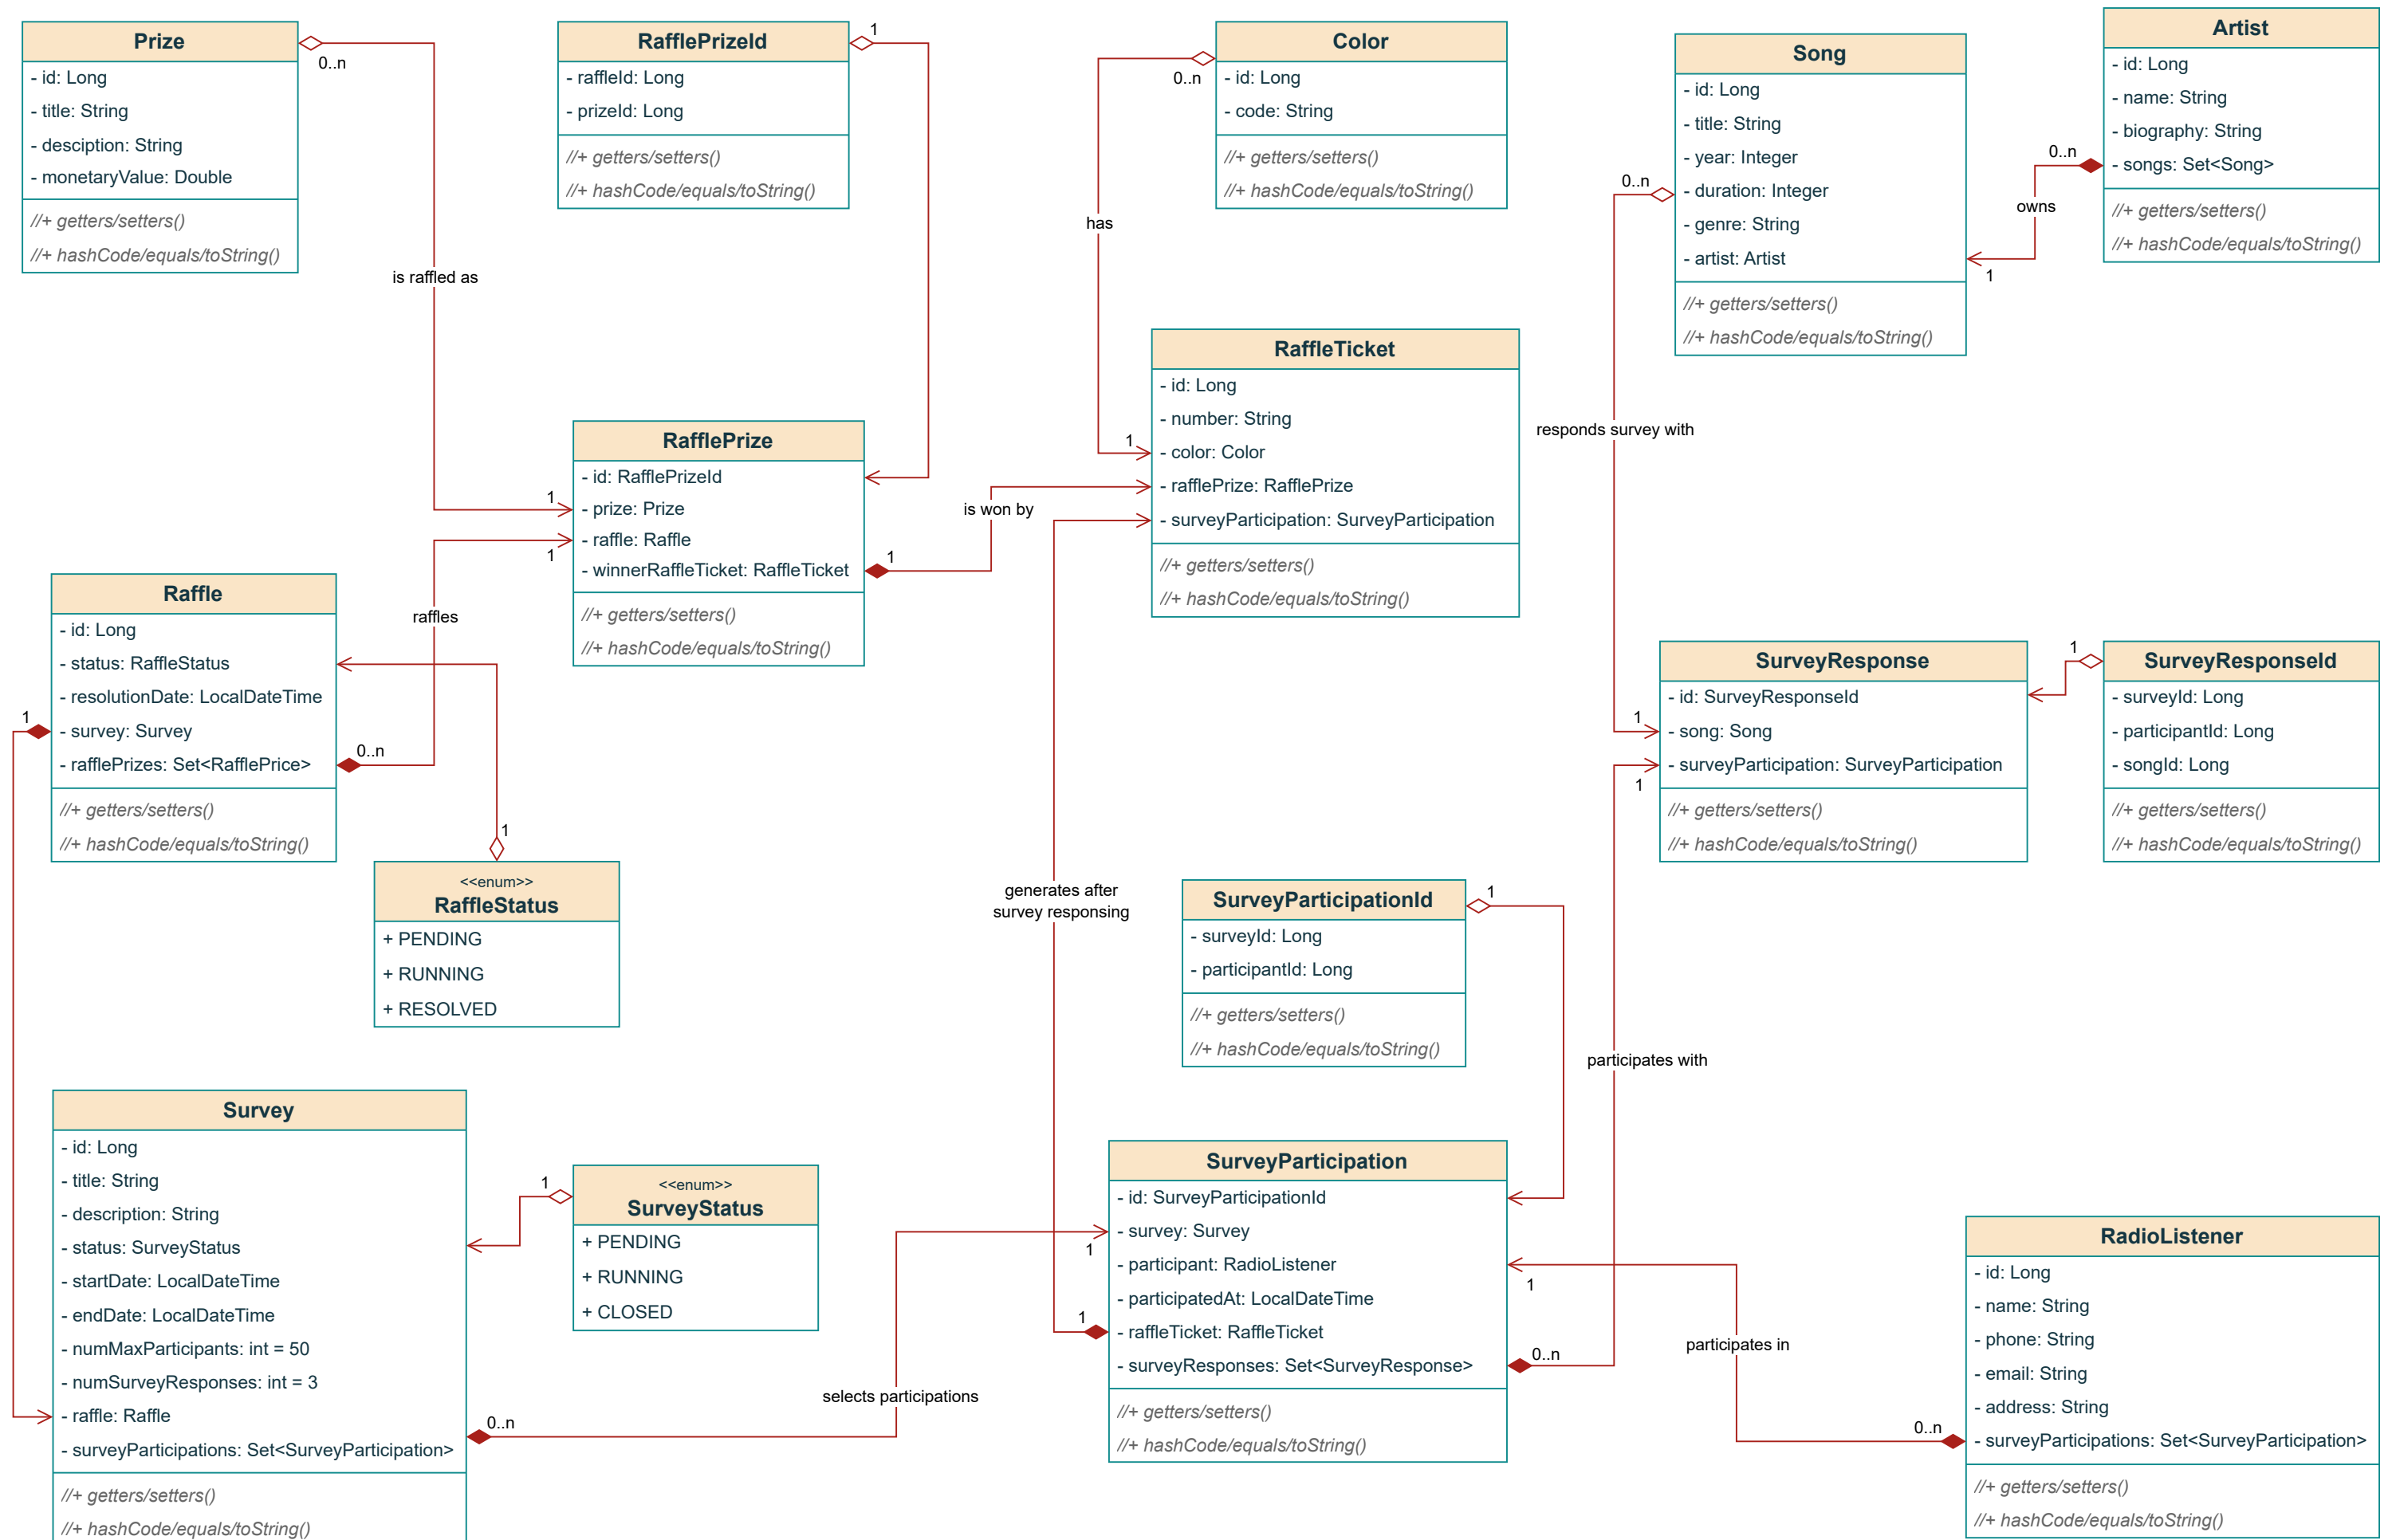 Prize
- id: Long
- title: String
- desciption: String
- monetaryValue: Double
//+ getters/setters()
//+ hashCode/equals/toString()
0..n
is raffled as
1
RafflePrizeId
- raffleId: Long
- prizeId: Long
//+ getters/setters()
//+ hashCode/equals/toString()
1
Color
- id: Long
- code: String
//+ getters/setters()
//+ hashCode/equals/toString()
0..n
has
1
Song
- id: Long
- title: String
- year: Integer
- duration: Integer
- genre: String
- artist: Artist
//+ getters/setters()
//+ hashCode/equals/toString()
0..n
responds survey with
1
Artist
- id: Long
- name: String
- biography: String
- songs: Set<Song>
//+ getters/setters()
//+ hashCode/equals/toString()
0..n
owns
1
RafflePrize
- id: RafflePrizeId
- prize: Prize
- raffle: Raffle
- winnerRaffleTicket: RaffleTicket
//+ getters/setters()
//+ hashCode/equals/toString()
1
is won by
RaffleTicket
- id: Long
- number: String
- color: Color
- rafflePrize: RafflePrize
- surveyParticipation: SurveyParticipation
//+ getters/setters()
//+ hashCode/equals/toString()
Raffle
- id: Long
- status: RaffleStatus
- resolutionDate: LocalDateTime
- survey: Survey
- rafflePrizes: Set<RafflePrice>
//+ getters/setters()
//+ hashCode/equals/toString()
1
0..n
raffles
1
1
<<enum>>
RaffleStatus
+ PENDING
+ RUNNING
+ RESOLVED
SurveyResponse
- id: SurveyResponseId
- song: Song
- surveyParticipation: SurveyParticipation
//+ getters/setters()
//+ hashCode/equals/toString()
1
1
SurveyResponseId
- surveyId: Long
- participantId: Long
- songId: Long
//+ getters/setters()
//+ hashCode/equals/toString()
generates after
survey responsing
SurveyParticipationId
- surveyId: Long
- participantId: Long
//+ getters/setters()
//+ hashCode/equals/toString()
1
participates with
Survey
- id: Long
- title: String
- description: String
- status: SurveyStatus
- startDate: LocalDateTime
- endDate: LocalDateTime
- numMaxParticipants: int = 50
- numSurveyResponses: int = 3
- raffle: Raffle
- surveyParticipations: Set<SurveyParticipation>
//+ getters/setters()
//+ hashCode/equals/toString()
0..n
1
<<enum>>
SurveyStatus
+ PENDING
+ RUNNING
+ CLOSED
selects participations
1
1
SurveyParticipation
- id: SurveyParticipationId
- survey: Survey
- participant: RadioListener
- participatedAt: LocalDateTime
- raffleTicket: RaffleTicket
- surveyResponses: Set<SurveyResponse>
//+ getters/setters()
//+ hashCode/equals/toString()
1
0..n
participates in
0..n
RadioListener
- id: Long
- name: String
- phone: String
- email: String
- address: String
- surveyParticipations: Set<SurveyParticipation>
//+ getters/setters()
//+ hashCode/equals/toString()